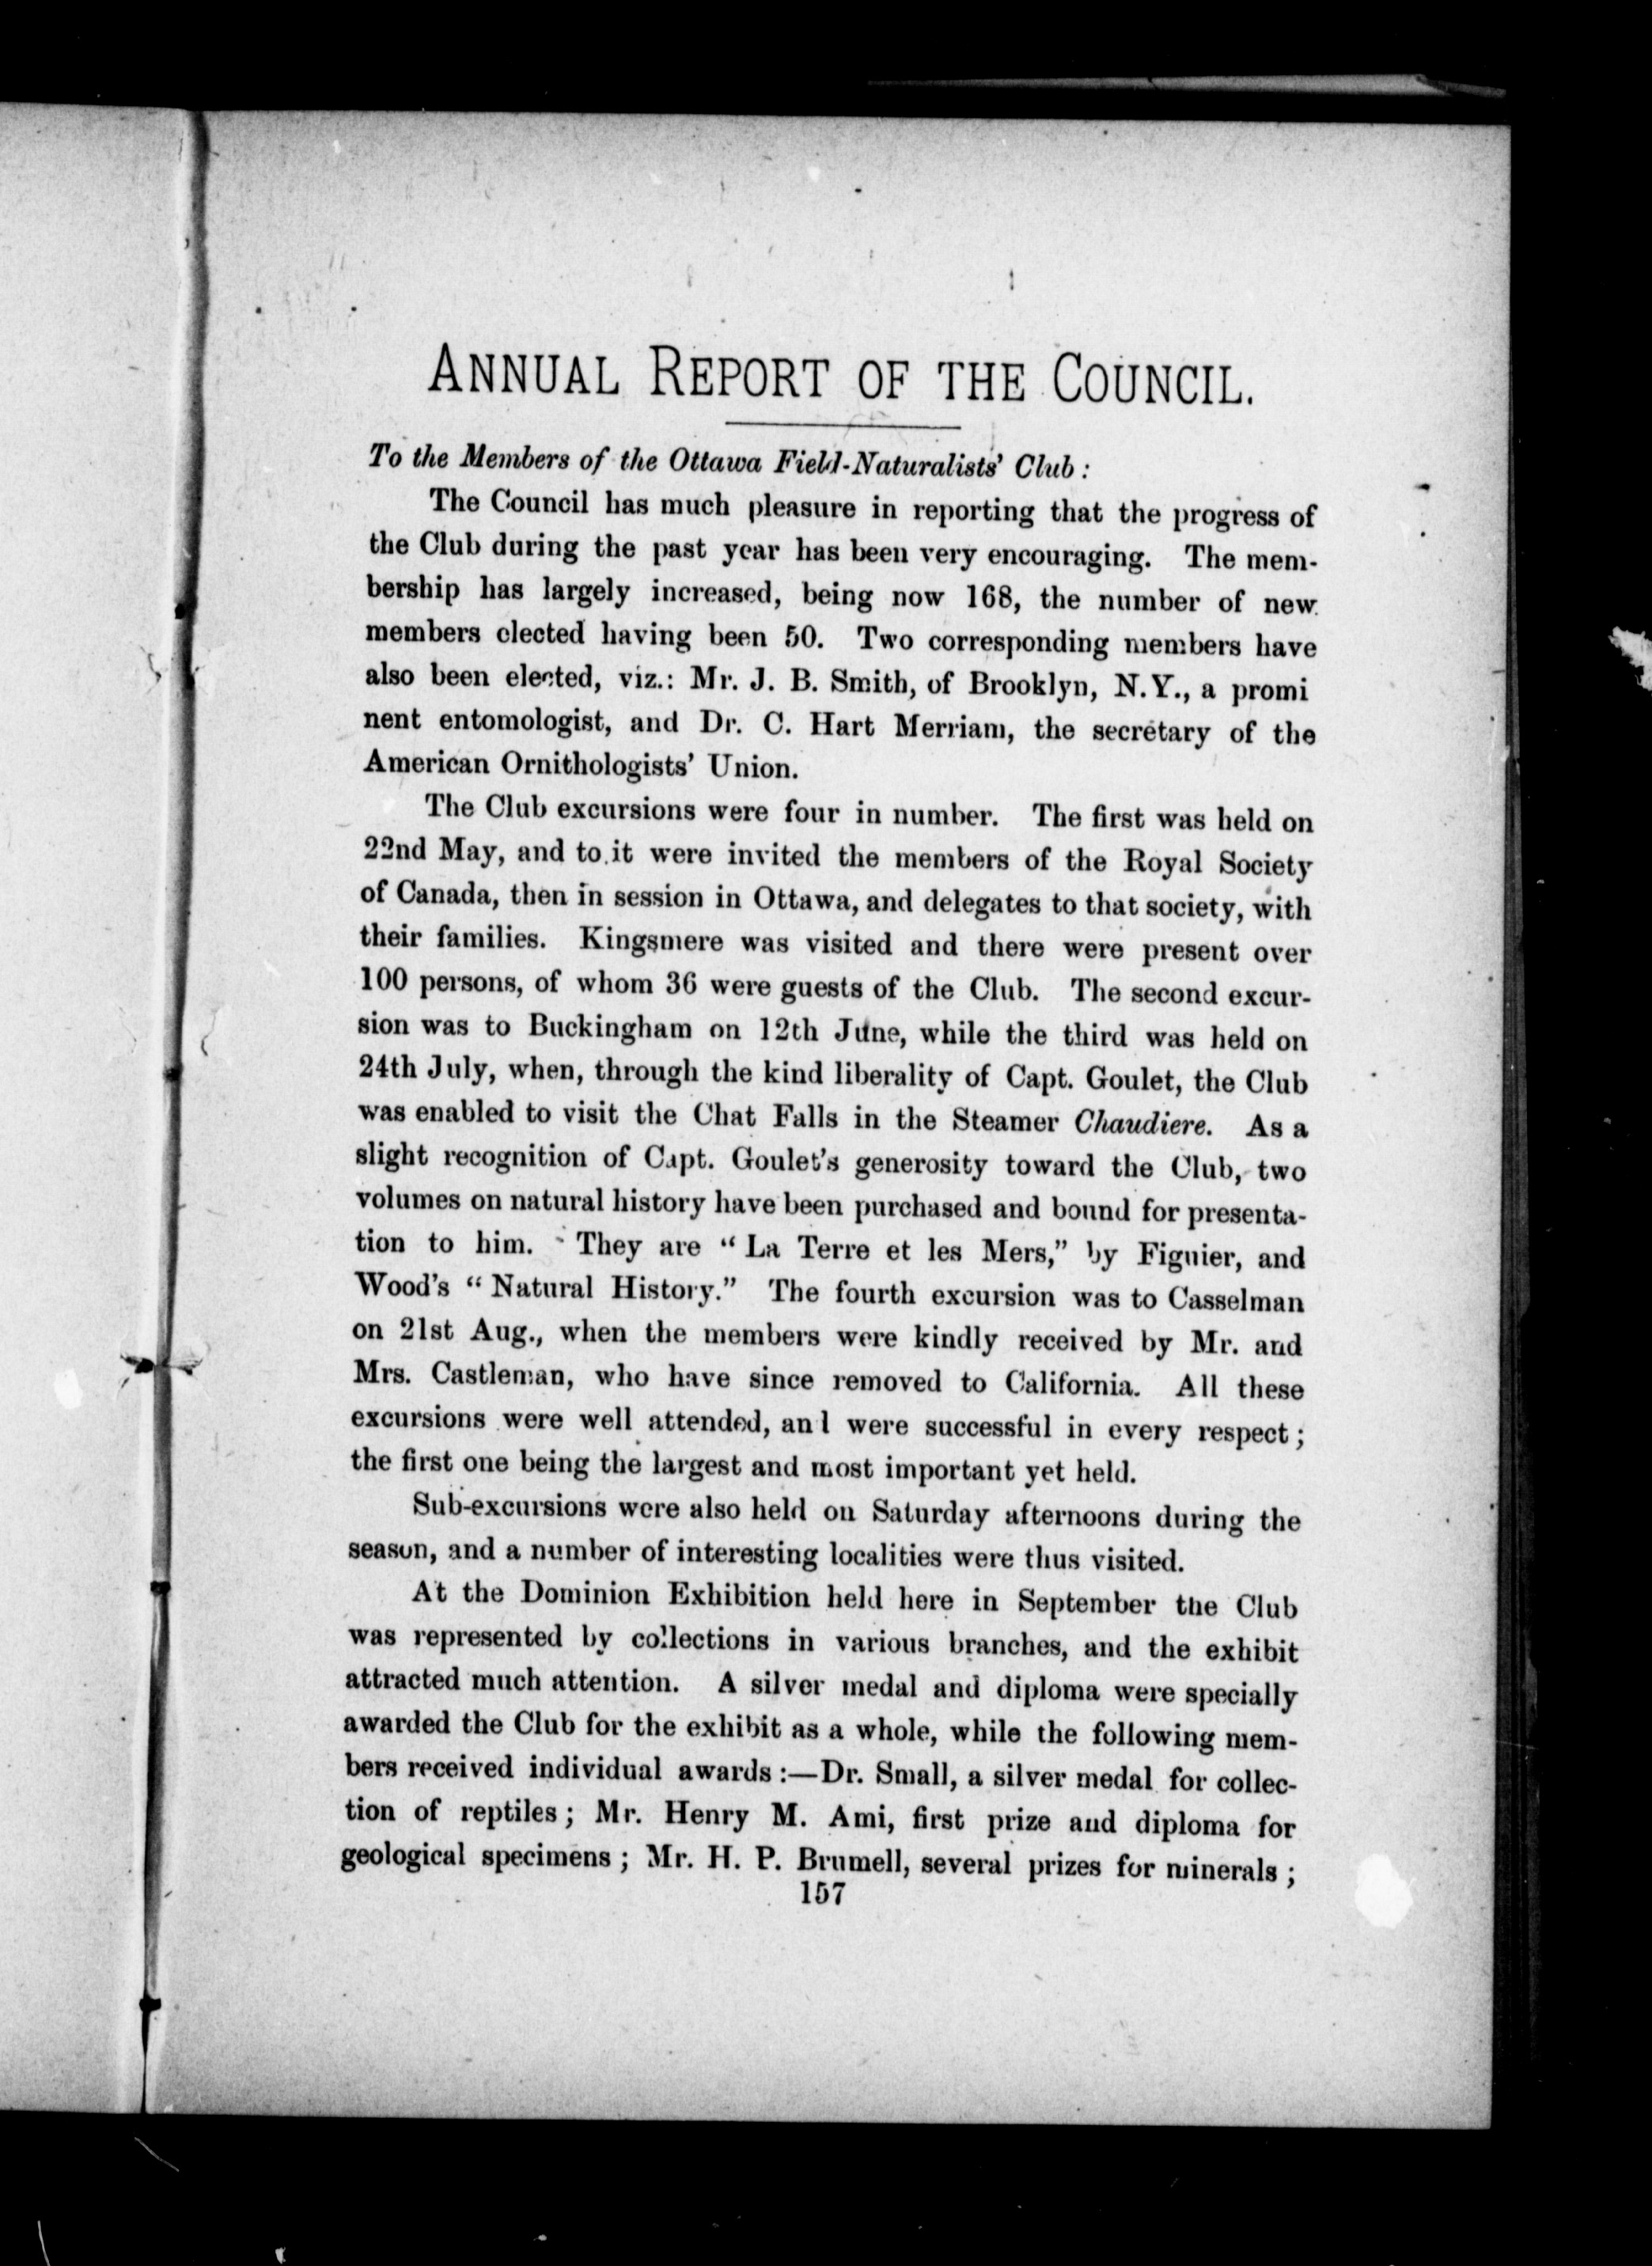 ANNUAL REPORT OF THE COUNCIL.
To the Members of the Ottawa Field-Naturalists' Club:
The Council has much pleasure in reporting that the progress of
the Club during the past year has been very encouraging. The mem-
bership has largely increased, being now 168, the number of new
members elected having been 50. Two corresponding members have
also been elected, viz.: Mr. J. B. Smith, of Brooklyn, N.Y., a promi
nent entomologist, and Dr. C. Hart Merriam, the secretary of the
American Ornithologists' Union.
The Club excursions were four in number. The first was held on
22nd May, and to it were invited the members of the Royal Society
of Canada, then in session in Ottawa, and delegates to that society, with
their families. Kingsmere was visited and there were present over
100 persons, of whom 36 were guests of the Club. The second excur-
sion was to Buckingham on 12th June, while the third was held on
24th July, when, through the kind liberality of Capt. Goulet, the Club
was enabled to visit the Chat Falls in the Steamer Chaudiere. As a
slight recognition of Capt. Goulet's generosity toward the Club, two
volumes on natural history have been purchased and bound for presenta-
tion to him. They are "La Terre et les Mers," by Figuier, and
Wood's "Natural History." The fourth excursion was to Casselman
on 21st Aug., when the members were kindly received by Mr. and
Mrs. Castleman, who have since removed to California. All these
excursions were well attended, and were successful in every respect;
the first one being the largest and most important yet held.
Sub-excursions were also held on Saturday afternoons during the
season, and a number of interesting localities were thus visited.
At the Dominion Exhibition held here in September the Club
was represented by collections in various branches, and the exhibit
attracted much attention. A silver medal and diploma were specially
awarded the Club for the exhibit as a whole, while the following mem-
bers received individual awards:—Dr. Small, a silver medal for collec-
tion of reptiles; Mr. Henry M. Ami, first prize and diploma for
geological specimens; Mr. H. P. Brumell, several prizes for minerals;
157